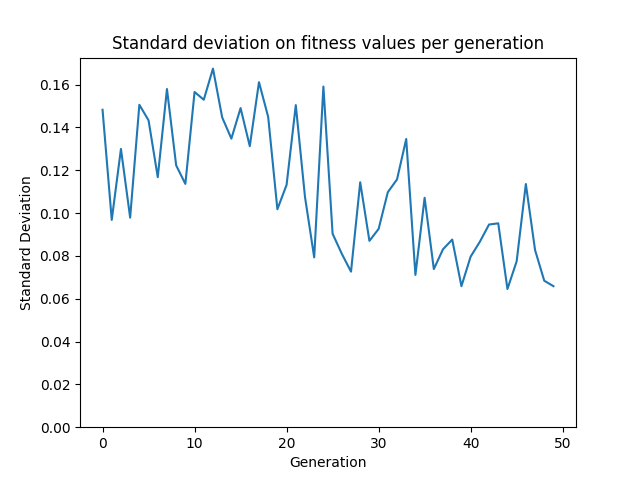 Standard deviation on fitness values per generation
Standard Deviation
0.16
0.14
0.12
0.10
0.08
0.06
0.04
0.02
0.00
0 10 20 30 40 50
Generation